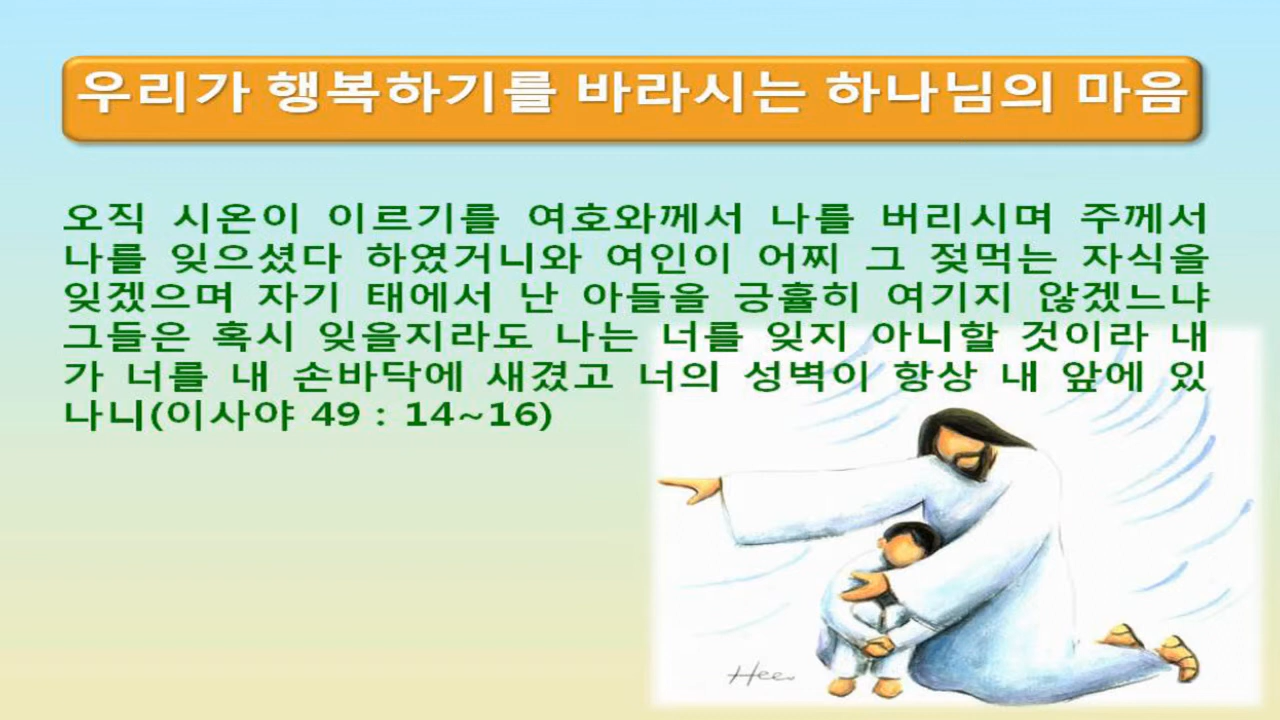 우리가 행복하기를 바라시는 하나님의 마음
오직 시온이 이르기를 여호와께서 나를 버리시며 주께서
나를 잊으셨다 하였거니와 여인이 어찌 그 젖먹는 자식을
잊겠으며 자기 태에서 난 아들을 긍휼히 여기지 않겠느냐
그들은 혹시 잊을지라도 나는 너를 잊지 아니할 것이라 내
가 너를 내 손바닥에 새겼고 너의 성벽이 항상 내 앞에 있
나니(이사야 49 : 14~16)
Hee